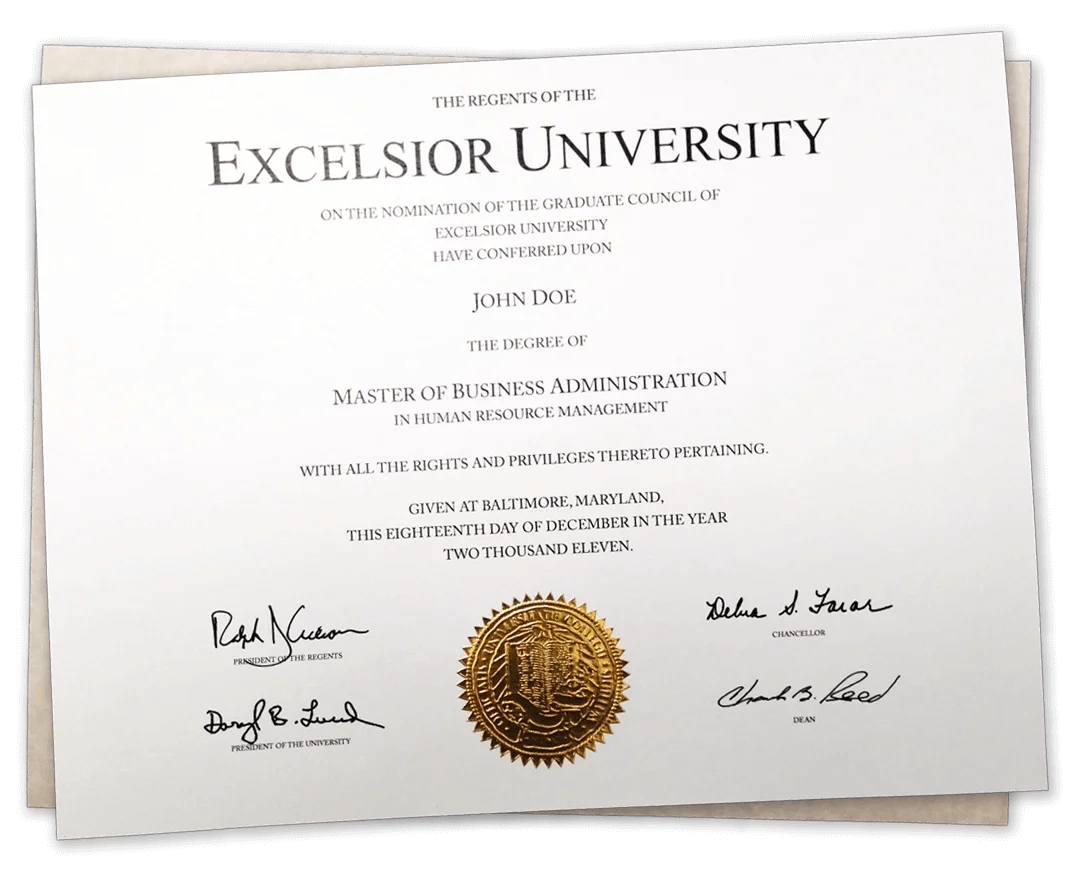 THE REGENTS OF THE
EXCELSIOR UNIVERSITY
ON THE NOMINATION OF THE GRADUATE COUNCIL OF
EXCELSIOR UNIVERSITY
HAVE CONFERRED UPON
JOHN DOE
THE DEGREE OF
MASTER OF BUSINESS ADMINISTRATION
IN HUMAN RESOURCE MANAGEMENT
WITH ALL THE RIGHTS AND PRIVILEGES THERETO PERTAINING.
GIVEN AT BALTIMORE, MARYLAND,
THIS EIGHTEENTH DAY OF DECEMBER IN THE YEAR
TWO THOUSAND ELEVEN.
PRESIDENT OF THE REGENTS
Debra S.
CHANCELLOR
B.
PRESIDENT OF THE UNIVERSITY
B. Reed
DEAN